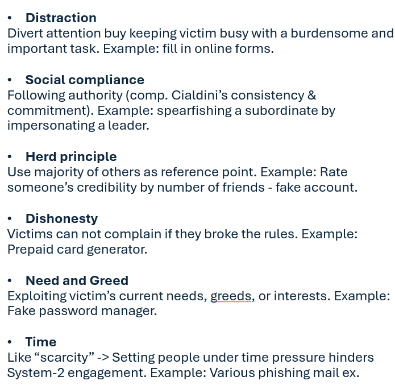 • Distraction
Divert attention buy keeping victim busy with a burdensome and
important task. Example: fill in online forms.
• Social compliance
Following authority (comp. Cialdini's consistency &
commitment). Example: spearfishing a subordinate by
impersonating a leader.
• Herd principle
Use majority of others as reference point. Example: Rate
someone's credibility by number of friends - fake account.
• Dishonesty
Victims can not complain if they broke the rules. Example:
Prepaid card generator.
• Need and Greed
Exploiting victim's current needs, greeds, or interests. Example:
Fake password manager.
• Time
Like “scarcity” -> Setting people under time pressure hinders
System-2 engagement. Example: Various phishing mail ex.